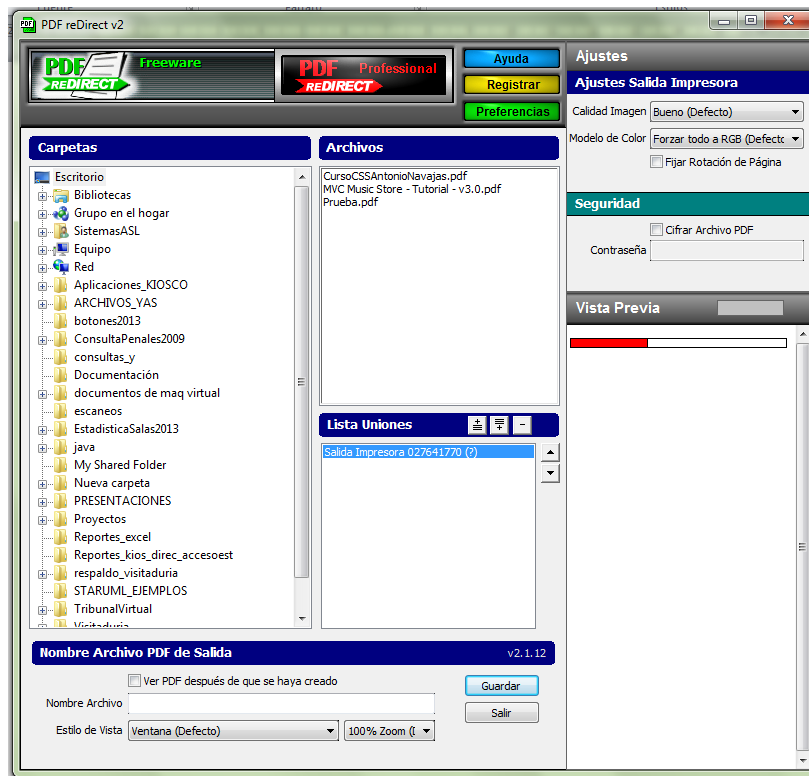 PDF reDirect v2
PDF REDIRECT Freeware
PDF REDIRECT Professional
Ayuda
Registrar
Preferencias
Carpetas
Escritorio
Bibliotecas
Grupo en el hogar
SistemasASL
Equipo
Red
Aplicaciones_KIOSCO
ARCHIVOS_YAS
botones2013
ConsultaPenales2009
consultas_y
Documentación
documentos de maq virtual
escaneos
EstadisticaSalas2013
java
My Shared Folder
Nueva carpeta
PRESENTACIONES
Proyectos
Reportes_excel
Reportes_kios_direc_accesoest
respaldo_visitaduria
STARUML_EJEMPLOS
TribunalVirtual
Visitaduria
Archivos
CursoCSSAntonioNavajas.pdf
MVC Music Store - Tutorial - v3.0.pdf
Prueba.pdf
Lista Uniones
Salida Impresora 027641770 (?)
Nombre Archivo PDF de Salida v2.1.12
Ver PDF después de que se haya creado
Nombre Archivo
Estilo de Vista Ventana (Defecto) 100% Zoom (I
Guardar
Salir
Ajustes
Ajustes Salida Impresora
Calidad Imagen Bueno (Defecto)
Modelo de Color Forzar todo a RGB (Defectc
Fijar Rotación de Página
Seguridad
Cifrar Archivo PDF
Contraseña
Vista Previa